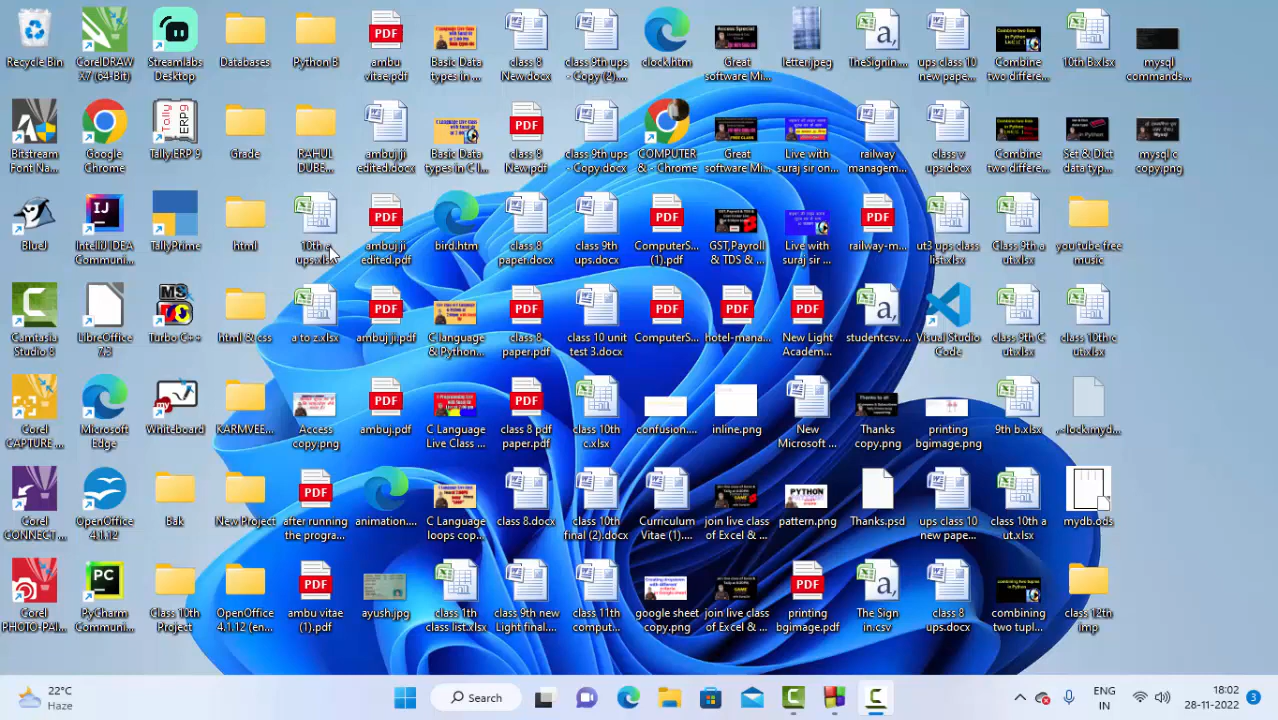 Recycle Bin
CorelDRAW
X7 (64-Bit)
Streamlabs
Desktop
Databases
Python 3
ambu
vitae.pdf
Basic Data
types in ...
class 8
New.docx
class 9th ups
- Copy (2)....
clock.htm
Great
software Mi...
letter.jpeg
TheSignin....
ups class 10
new pape...
Combine
two differe...
10th B.xlsx
mysql
commands...
Bitstream
Font Na...
Google
Chrome
Tally.ERP 9
Grade
RAHUL
DUBE...
ambu ji
edited.docx
Basic Data
types in C l...
class 8
New.pdf
class 9th ups
- Copy.docx
COMPUTER
& - Chrome
Great
software Mi...
Live with
suraj sir on...
railway
managem...
class v
ups.docx
Combine
two differe...
Set & Dict
data typ...
mysql c
copy.png
BlueJ
IntelliJ IDEA
Communi...
TallyPrime
html
10th a
ups.xlsx
ambuj.ji
edited.pdf
bird.htm
class 8
paper.docx
class 9th
ups.docx
ComputerS...
(1).pdf
GST,Payroll
& TDS & ...
Live with
suraj sir ...
railway-m...
ut3 ups class
list.xlsx
Class 9th a
ut.xlsx
you tube free
music
Camtasia
Studio 8
LibreOffice
7.3
Turbo C++
html & css
a to z.xlsx
ambuj ji.pdf
C language
& Python...
class 8
paper.pdf
class 10 unit
test 3.docx
ComputerS...
hotel-mana...
New Light
Academ...
studentcsv....
Visual Studio
Code
class 9th C
ut.xlsx
class 10th c
ut.xlsx
Corel
CAPTURE ...
Microsoft
Edge
Whiteboard
KARMVEE...
Access
copy.png
ambuj.pdf
C Language
Live Class ...
class 8 pdf
paper.pdf
class 10th
c.xlsx
confusion....
inline.png
New
Microsoft ...
Thanks
copy.png
printing
bgimage.png
9th b.xlsx
.~lock.myd...
Corel
CONNECT...
OpenOffice
4.1.12
Bak
New Project
after running
the progra...
animation....
C Language
loops cop...
class 8.docx
class 10th
final (2).docx
Curriculum
Vitae (1)....
join live class
of Excel & ...
pattern.png
Thanks.psd
ups class 10
new pape...
class 10th a
ut.xlsx
mydb.ods
Corel
PHOTO-PAI...
PyCharm
Communi...
Class 10th
Project
OpenOffice
4.1.12 (en...
ambu vitae
(1).pdf
ayush.jpg
class 1th
class list.xlsx
class 9th new
Light final....
class 11th
comput...
google sheet
copy.png
join live class
of Excel & ...
printing
bgimage.pdf
The Sign
in.csv
class 8
ups.docx
combining
two tupl...
class 12th
imp
22°C
Haze
Search
ENG
IN
18:02
28-11-2022
3